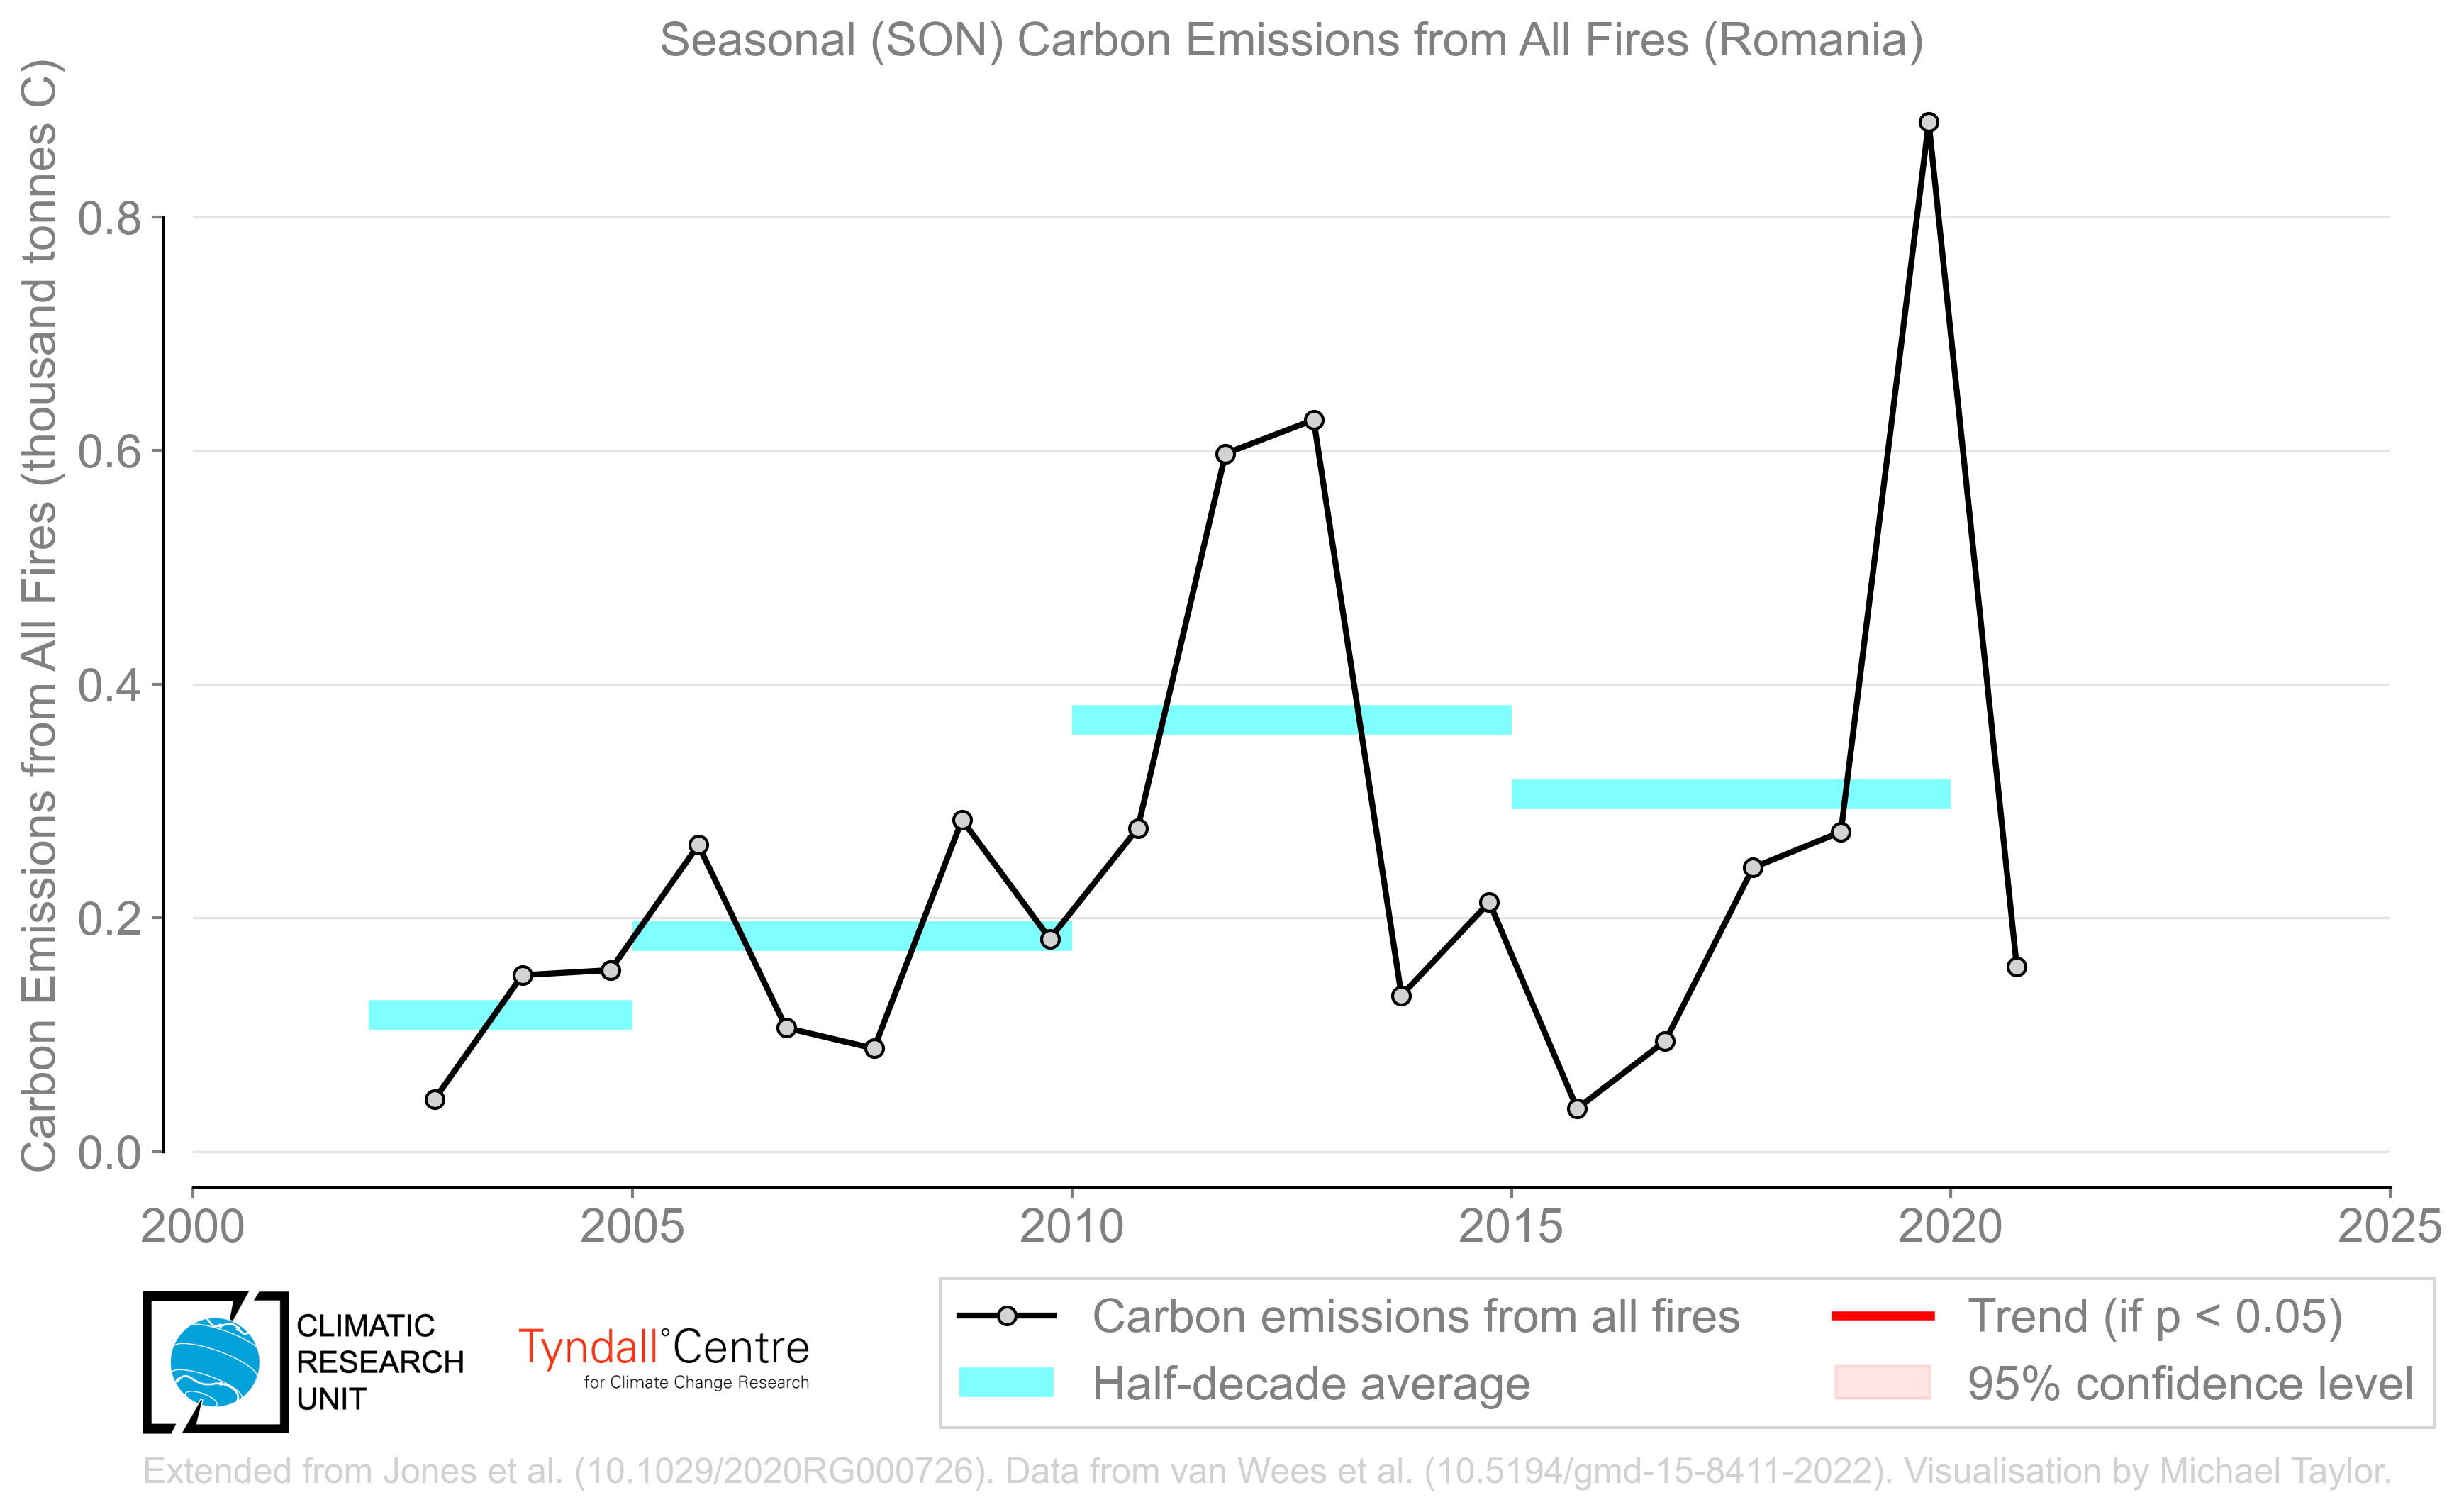 Seasonal (SON) Carbon Emissions from All Fires (Romania)
Carbon Emissions from All Fires (thousand tonnes C)
0.8
0.6
0.4
0.2
0.0
2000
2005
2010
2015
2020
2025
CLIMATIC
RESEARCH
UNIT
Tyndall°Centre
for Climate Change Research
Carbon emissions from all fires
Half-decade average
Trend (if p < 0.05)
95% confidence level
Extended from Jones et al. (10.1029/2020RG000726). Data from van Wees et al. (10.5194/gmd-15-8411-2022). Visualisation by Michael Taylor.